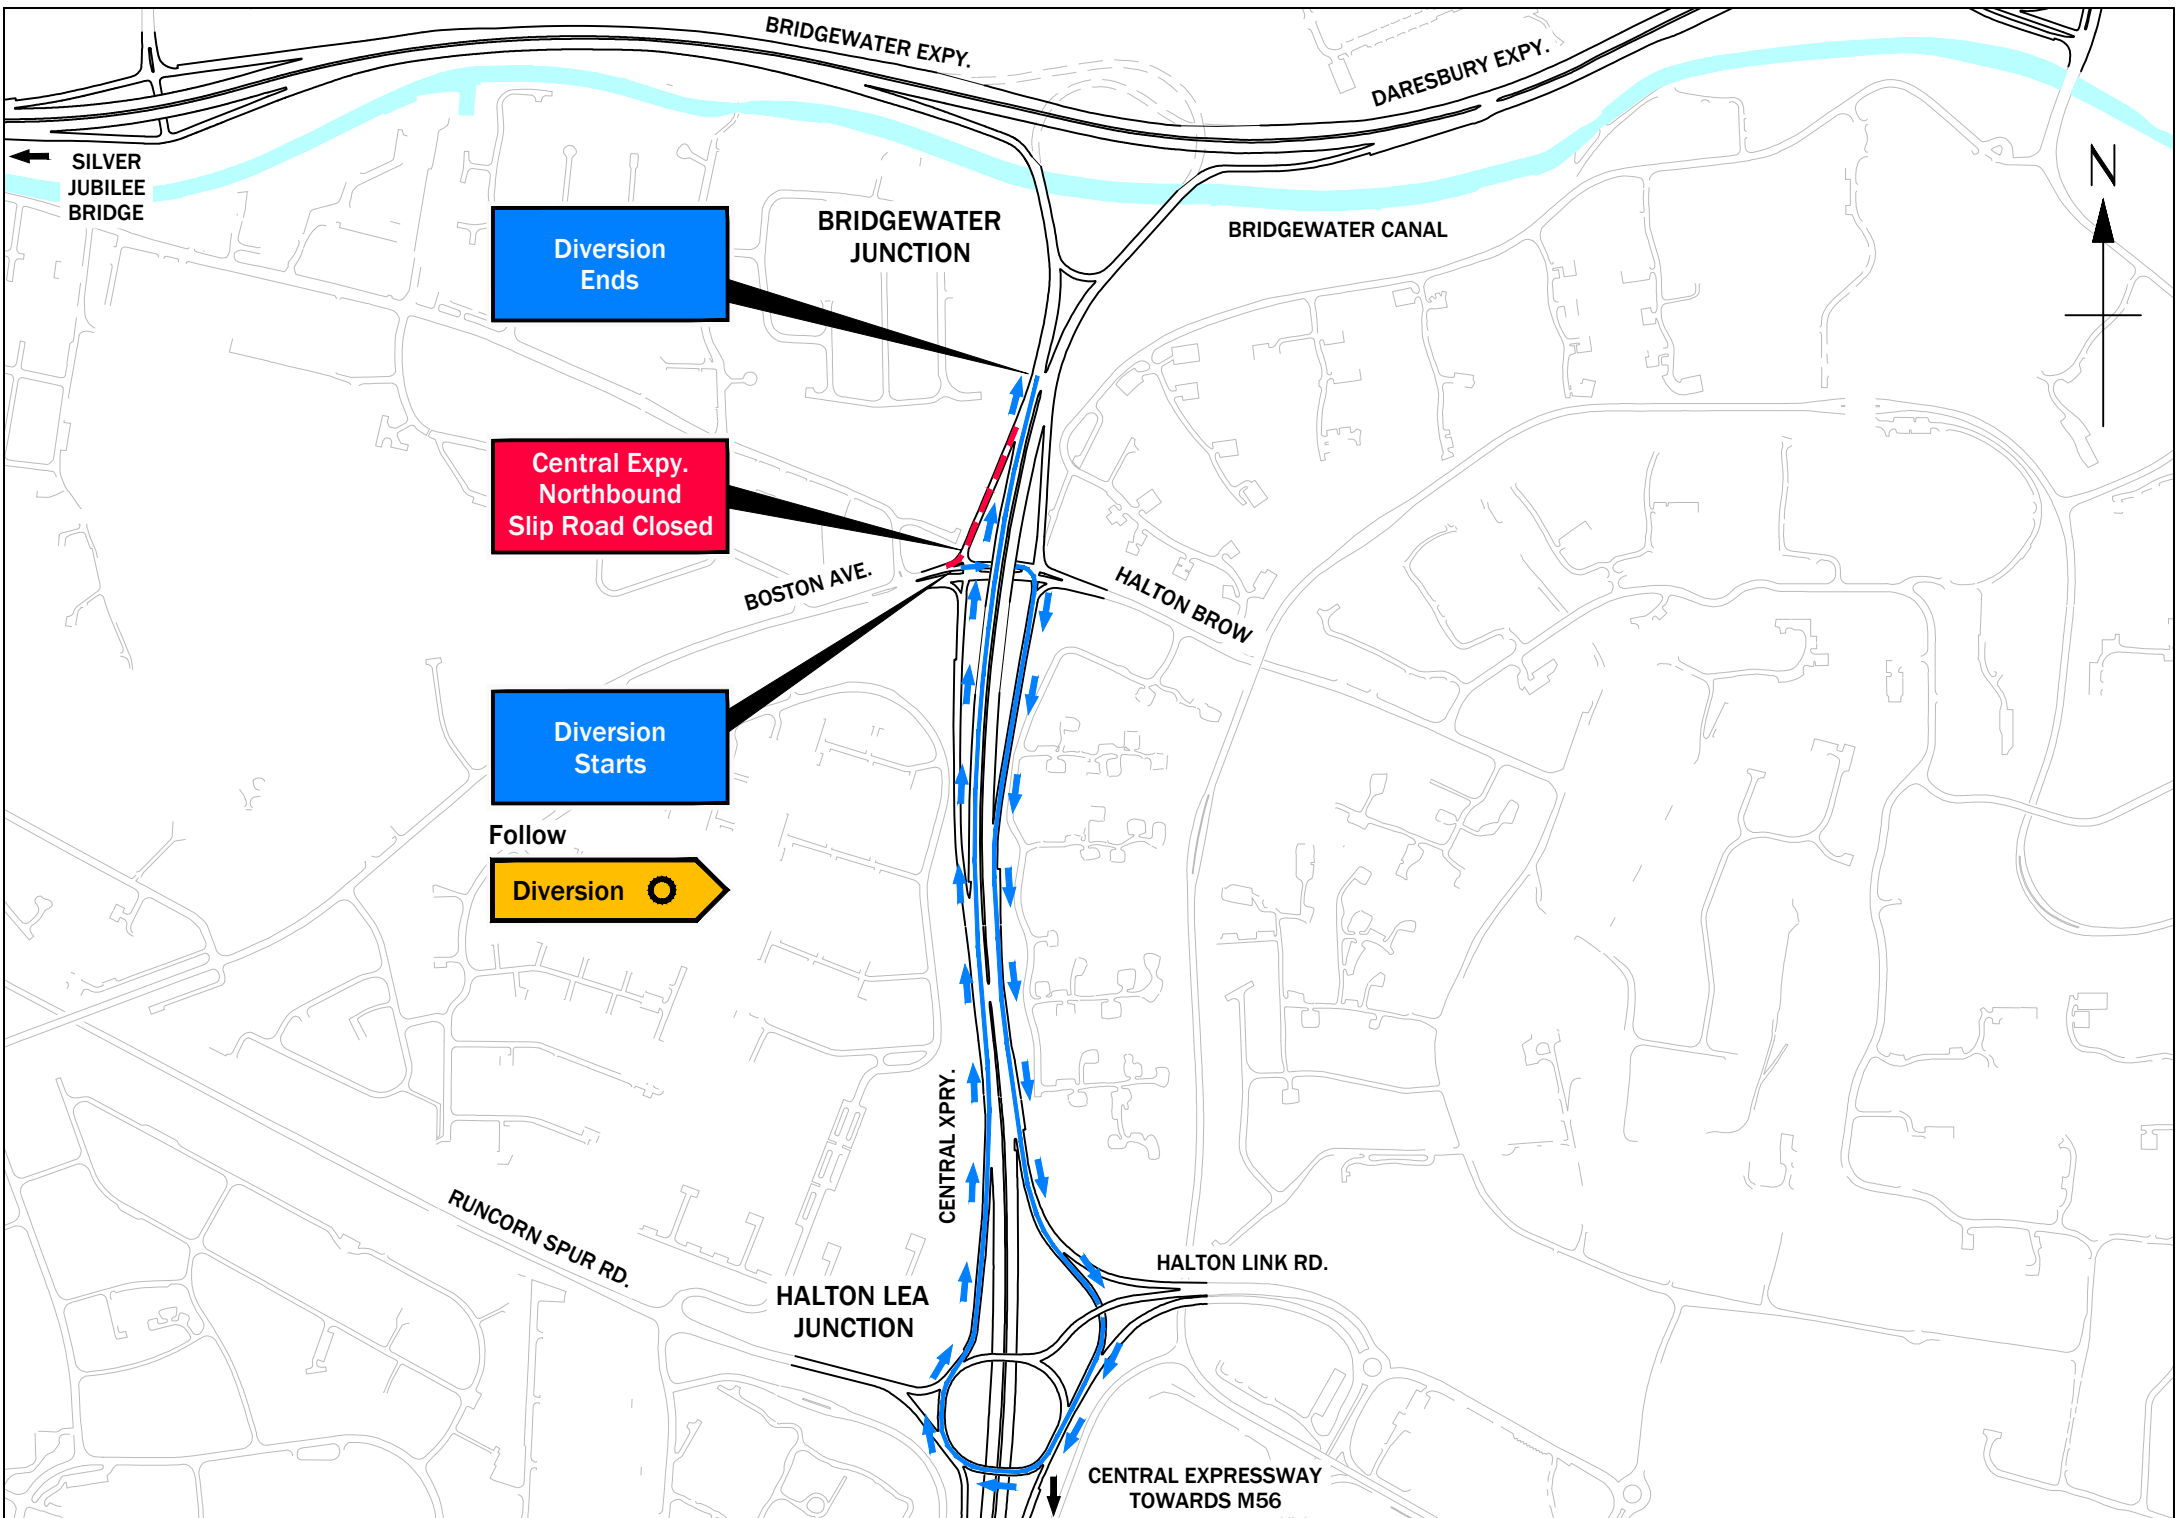 BRIDGEWATER EXPY.
DARESBURY EXPY.
SILVER
JUBILEE
BRIDGE
N
BRIDGEWATER
JUNCTION
BRIDGEWATER CANAL
Diversion
Ends
Central Expy.
Northbound
Slip Road Closed
BOSTON AVE.
HALTON BROW
Diversion
Starts
Follow
Diversion
CENTRAL XPRY.
RUNCORN SPUR RD.
HALTON LINK RD.
HALTON LEA
JUNCTION
CENTRAL EXPRESSWAY
TOWARDS M56